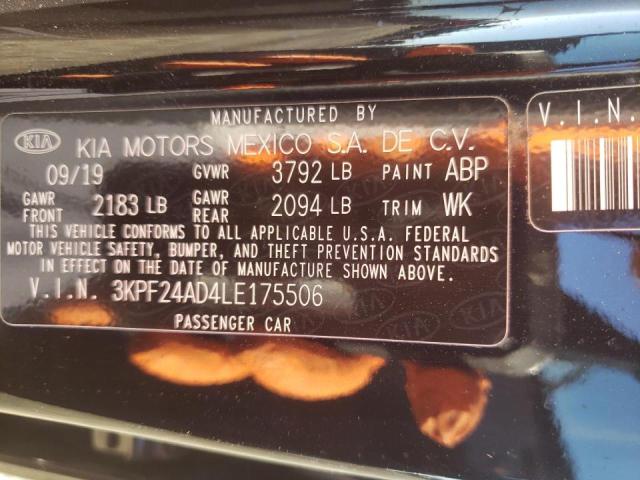 MANUFACTURED BY
KIA KIA MOTORS MEXICO S.A. DE C.V.
09/19 GVWR 3792 LB PAINT ABP
GAWR FRONT 2183 LB GAWR REAR 2094 LB TRIM WK
THIS VEHICLE CONFORMS TO ALL APPLICABLE U.S.A. FEDERAL
MOTOR VEHICLE SAFETY, BUMPER, AND THEFT PREVENTION STANDARDS
IN EFFECT ON THE DATE OF MANUFACTURE SHOWN ABOVE.
V.I.N. 3KPF24AD4LE175506
PASSENGER CAR
V.I.N.